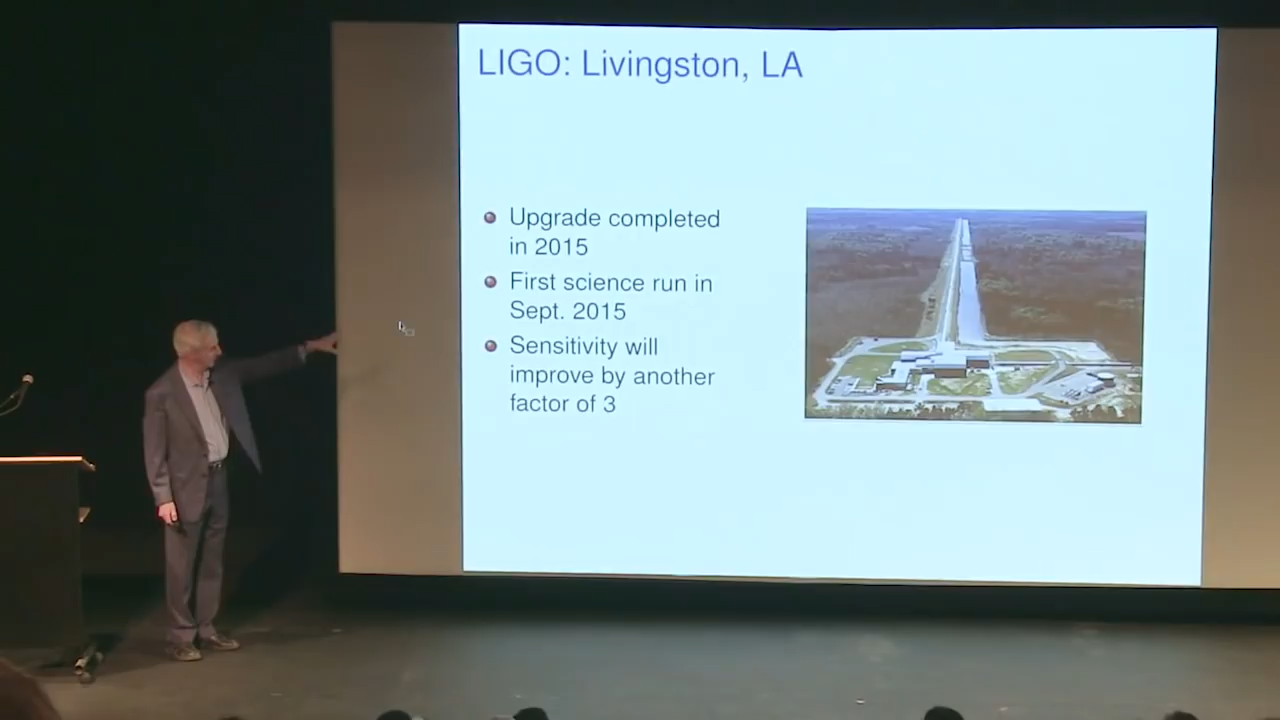 LIGO: Livingston, LA
Upgrade completed
in 2015
First science run in
Sept. 2015
Sensitivity will
improve by another
factor of 3